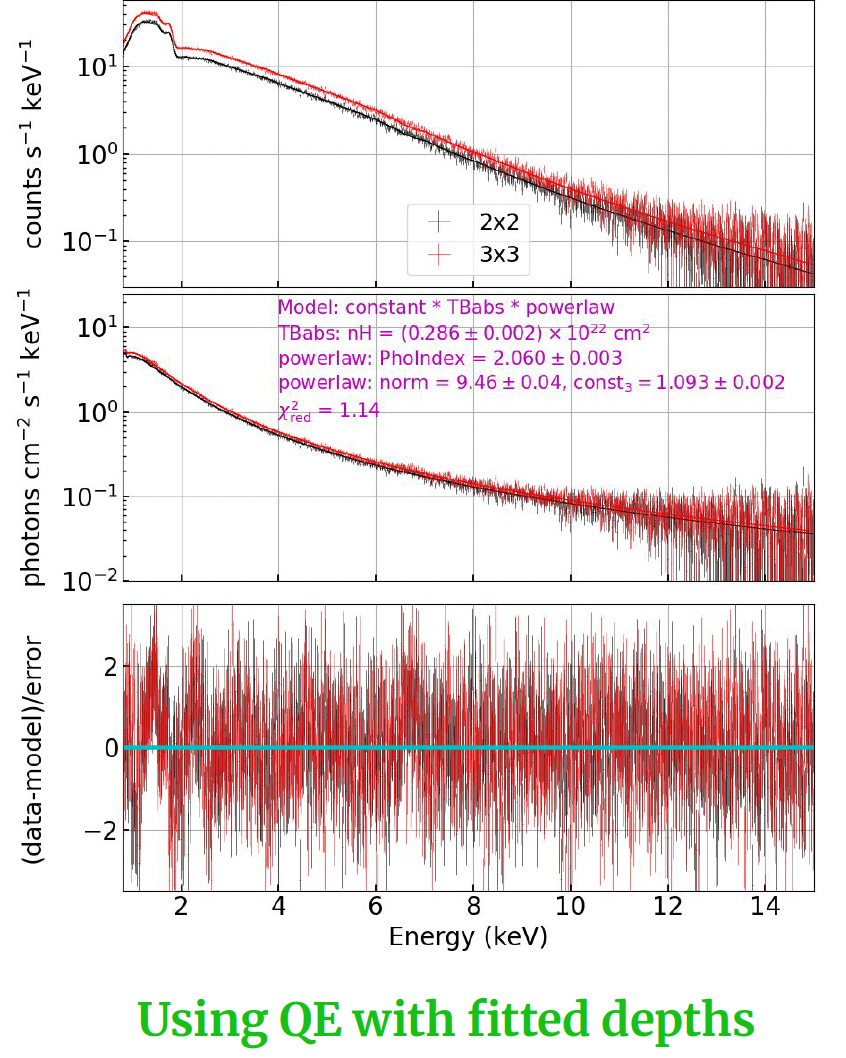 counts s⁻¹ keV⁻¹
10¹
10⁰
10⁻¹
2x2
3x3
photons cm⁻² s⁻¹ keV⁻¹
10¹
10⁰
10⁻¹
10⁻²
Model: constant * TBabs * powerlaw
TBabs: nH = (0.286 ± 0.002) × 10²² cm²
powerlaw: PhoIndex = 2.060 ± 0.003
powerlaw: norm = 9.46 ± 0.04, const₃ = 1.093 ± 0.002
χ²_red = 1.14
(data-model)/error
2
0
−2
2 4 6 8 10 12 14
Energy (keV)
Using QE with fitted depths